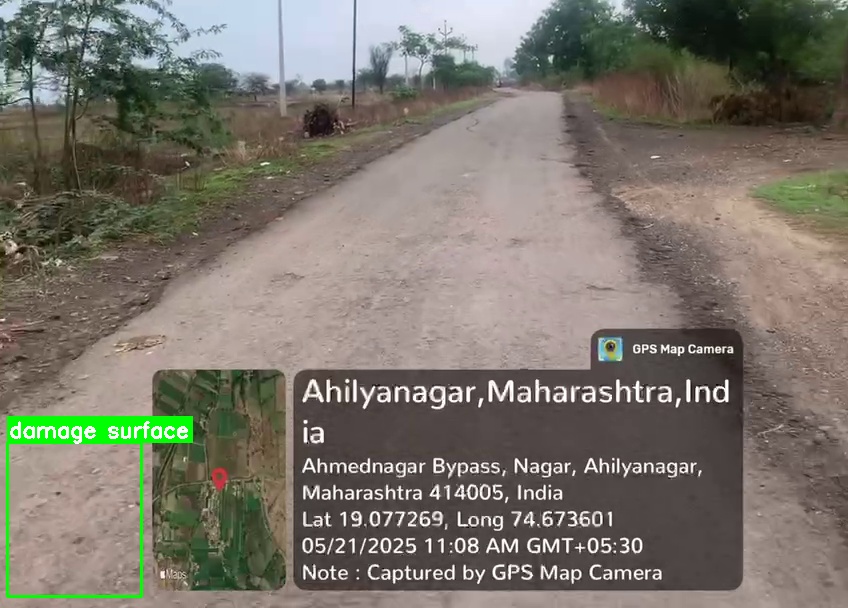 GPS Map Camera
Ahilyanagar,Maharashtra,Ind
ia
damage surface
Ahmednagar Bypass, Nagar, Ahilyanagar,
Maharashtra 414005, India
Lat 19.077269, Long 74.673601
05/21/2025 11:08 AM GMT+05:30
Note : Captured by GPS Map Camera
Maps